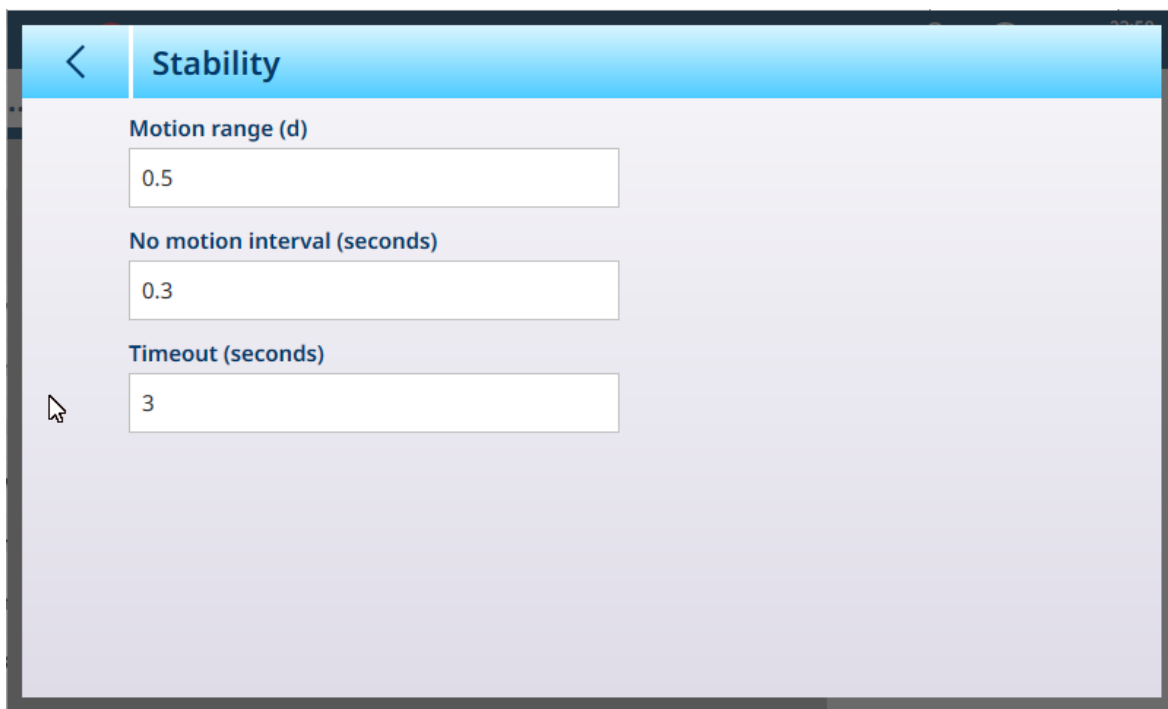 Stability
Motion range (d)
0.5
No motion interval (seconds)
0.3
Timeout (seconds)
3